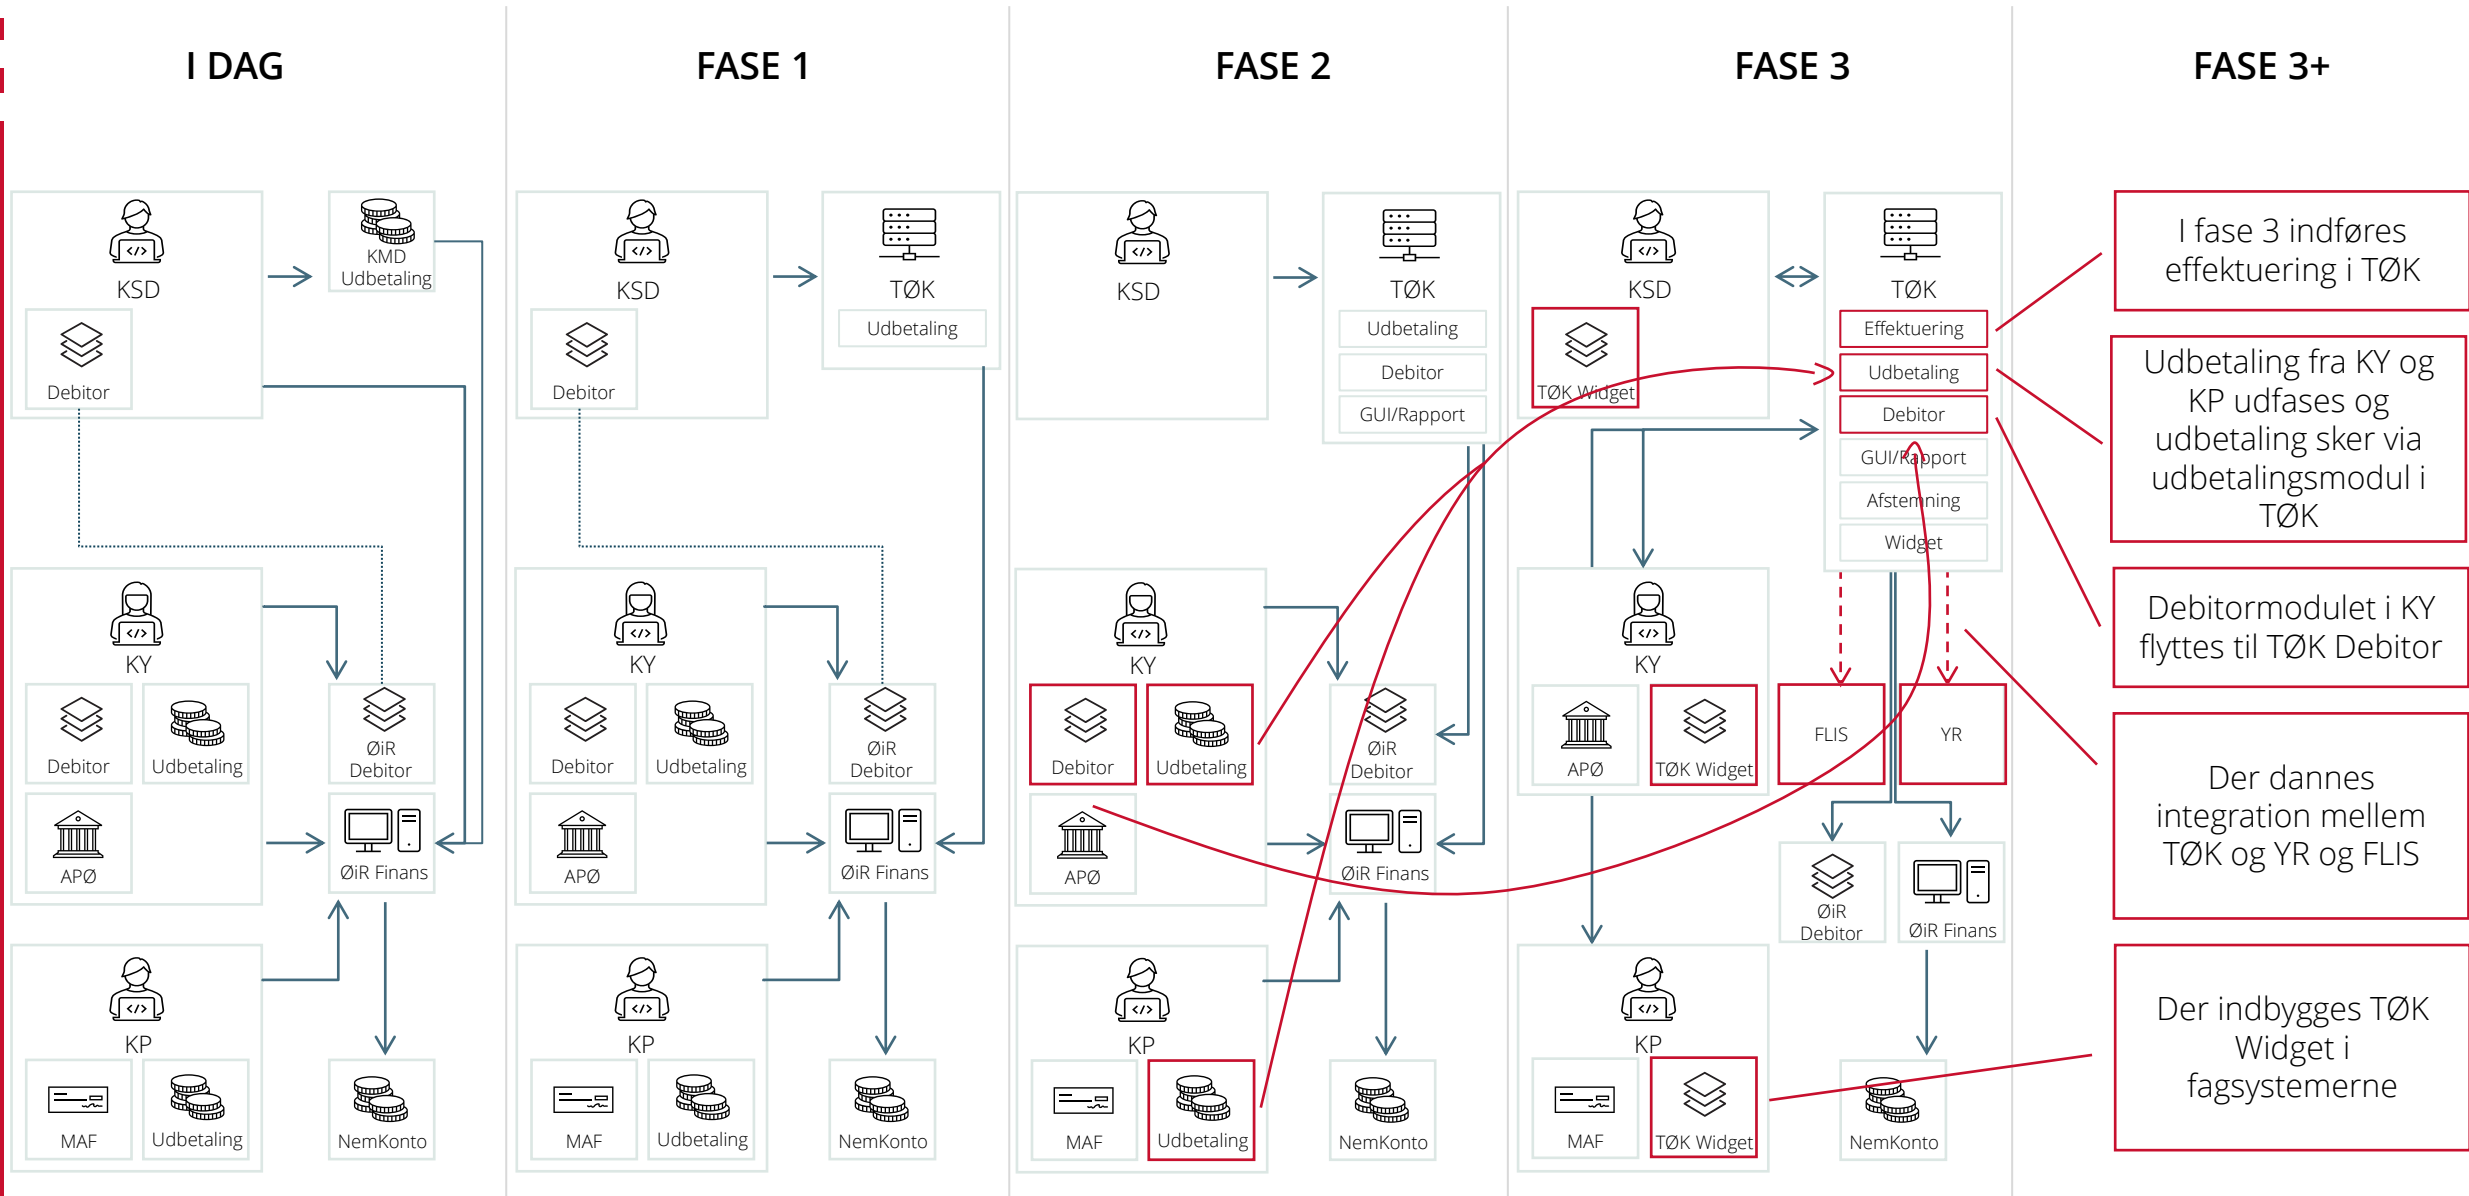 I DAG
KSD
KMD
Udbetaling
Debitor
KY
Debitor
Udbetaling
ØiR
Debitor
APØ
ØiR Finans
KP
MAF
Udbetaling
NemKonto
FASE 1
KSD
TØK
Udbetaling
Debitor
KY
Debitor
Udbetaling
ØiR
Debitor
APØ
ØiR Finans
KP
MAF
Udbetaling
NemKonto
FASE 2
KSD
TØK
Udbetaling
Debitor
GUI/Rapport
KY
Debitor
Udbetaling
ØiR
Debitor
APØ
ØiR Finans
KP
MAF
Udbetaling
NemKonto
FASE 3
KSD
TØK Widget
TØK
Effektuering
Udbetaling
Debitor
GUI/Rapport
Afstemning
Widget
KY
APØ
TØK Widget
FLIS
YR
ØiR
Debitor
ØiR Finans
KP
MAF
TØK Widget
NemKonto
FASE 3+
I fase 3 indføres
effektuering i TØK
Udbetaling fra KY og
KP udfases og
udbetaling sker via
udbetalingsmodul i
TØK
Debitormodulet i KY
flyttes til TØK Debitor
Der dannes
integration mellem
TØK og YR og FLIS
Der indbygges TØK
Widget i
fagsystemerne